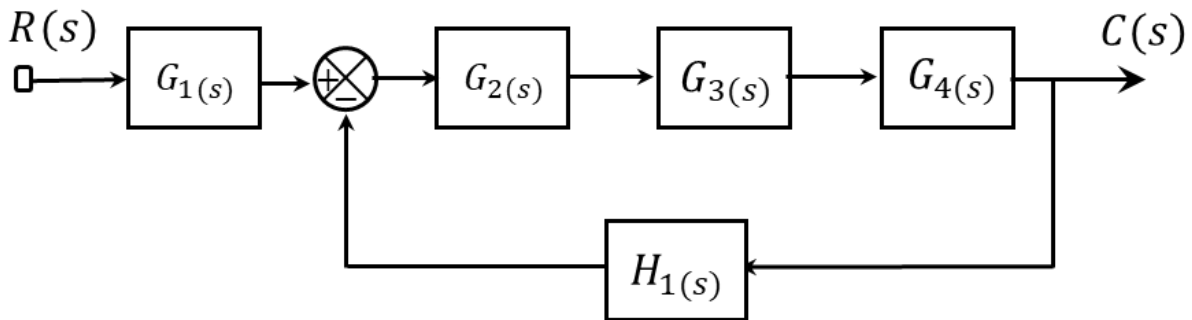 R(s)
G₁₍ₛ₎
+
−
G₂₍ₛ₎
G₃₍ₛ₎
G₄₍ₛ₎
C(s)
H₁₍ₛ₎